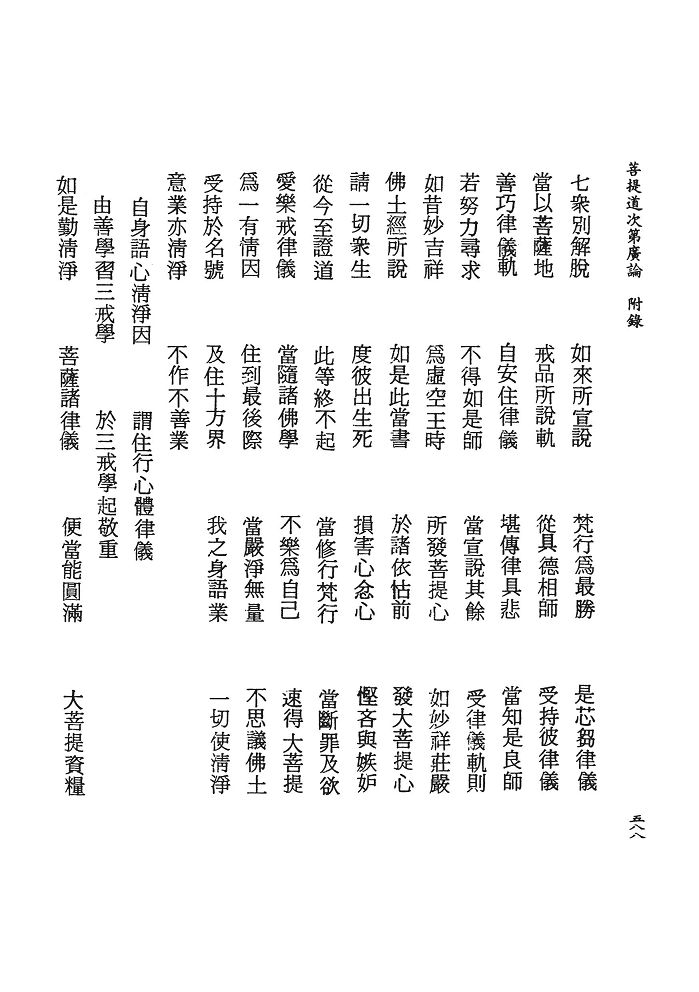 菩提道次第廣論　附錄
七衆別解脫　如來所宣說　梵行爲最勝　是苾芻律儀
當以菩薩地　戒品所說軌　從具德相師　受持彼律儀
善巧律儀軌　自安住律儀　堪傳律具悲　當知是良師
若努力尋求　不得如是師　當宣說其餘　受律儀軌則
如昔妙吉祥　爲虛空王時　所發菩提心　如妙祥莊嚴
佛土經所說　如是此當書　於諸依怙前　發大菩提心
請一切衆生　度彼出生死　損害心忿心　慳吝與嫉妒
從今至證道　此等終不起　當修行梵行　當斷罪及欲
愛樂戒律儀　當隨諸佛學　不樂爲自己　速得大菩提
爲一有情因　住到最後際　當嚴淨無量　不思議佛土
受持於名號　及住十方界　我之身語業　一切使清淨
意業亦清淨　不作不善業
自身語心清淨因　謂住行心體律儀
由善學習三戒學　於三戒學起敬重
如是勤清淨　菩薩諸律儀　便當能圓滿　大菩提資糧
五八八